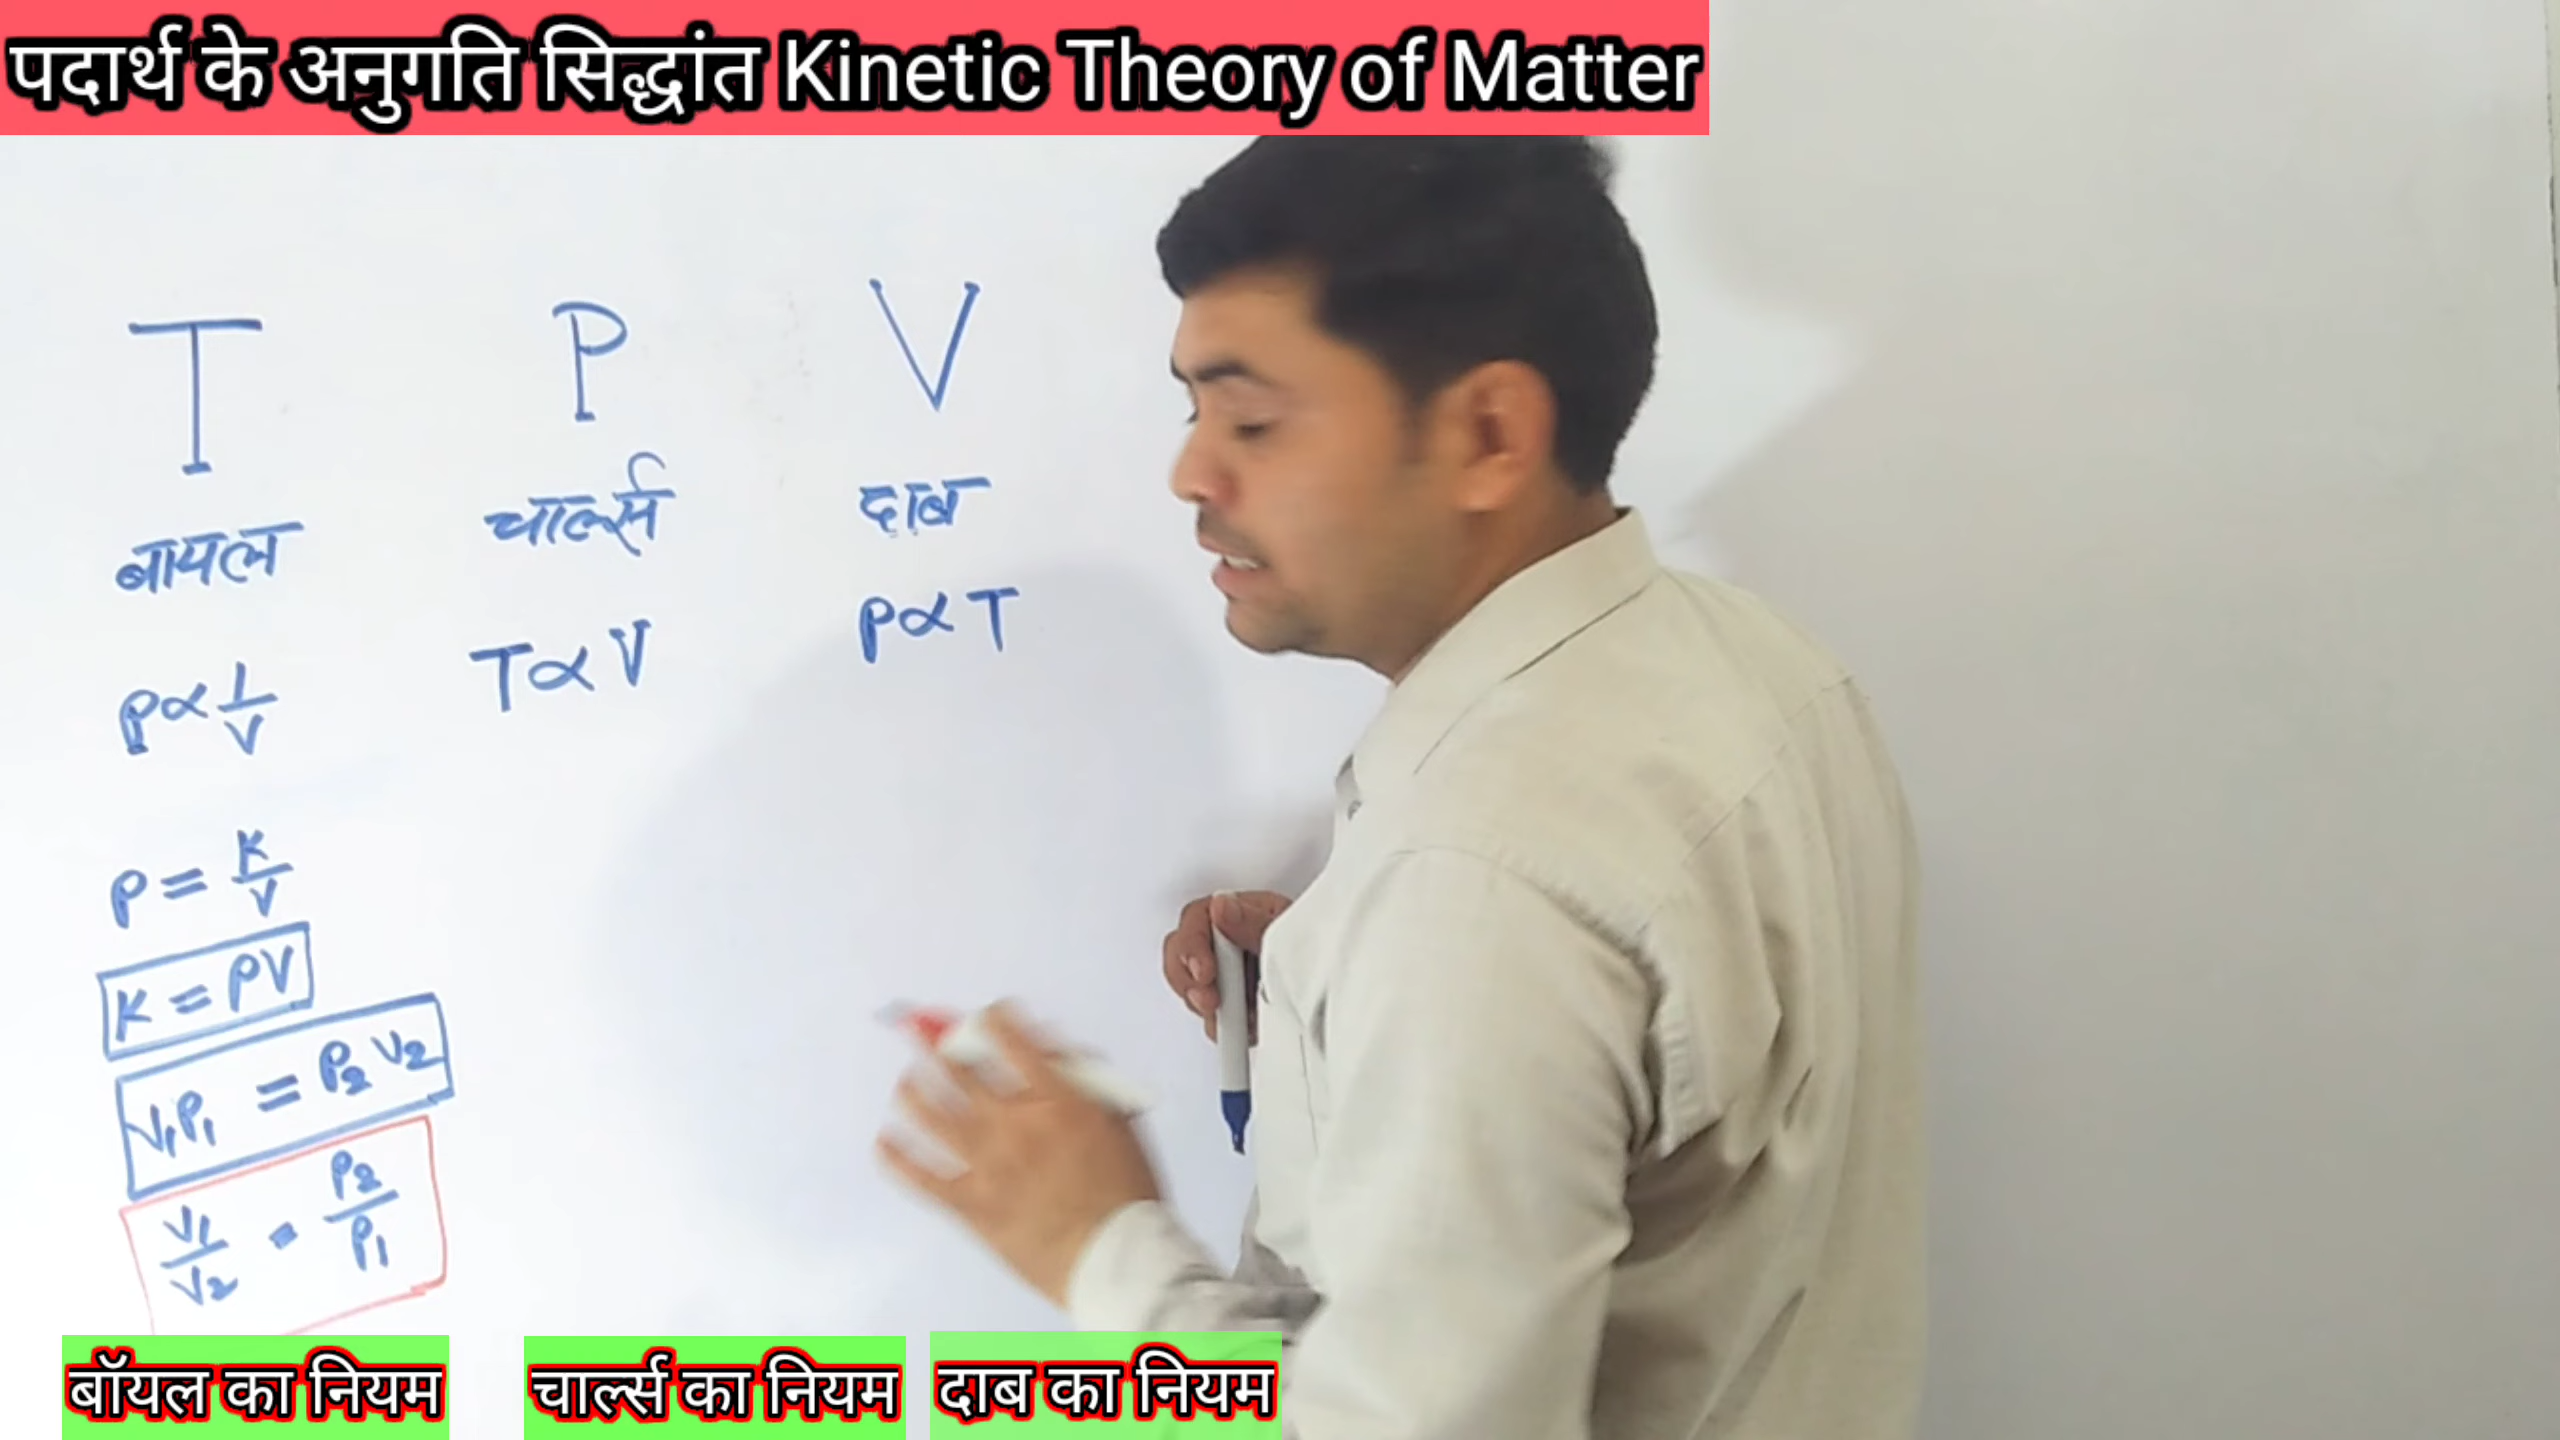 पदार्थ के अनुगति सिद्धांत Kinetic Theory of Matter
T P V
बायल चार्ल्स दाब
P∝1/V T∝V P∝T
P = K/V
K = PV
V₁P₁ = P₂V₂
V₁/V₂ = P₂/P₁
बॉयल का नियम चार्ल्स का नियम दाब का नियम